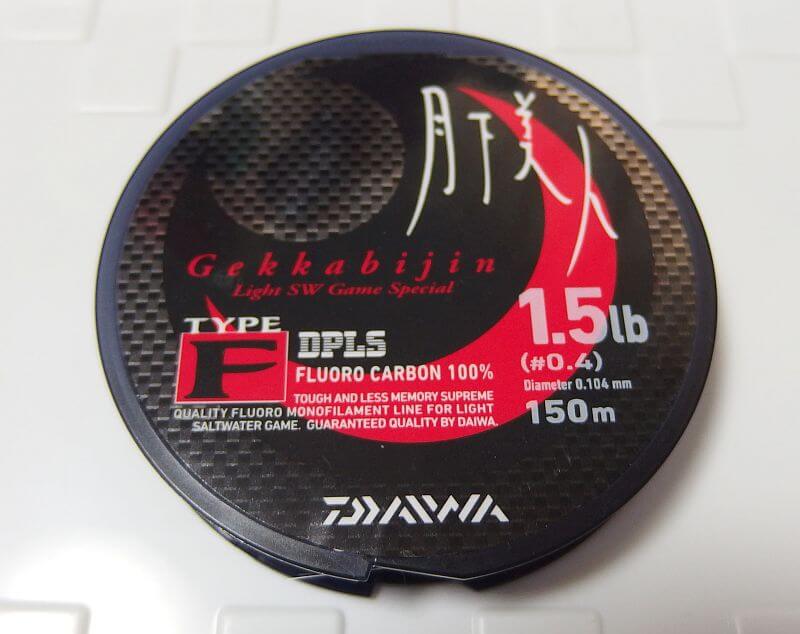 月下美人
Gekkabijin
Light SW Game Special
TYPE
F
DPLS
FLUORO CARBON 100%
1.5lb
(#0.4)
Diameter 0.104 mm
150m
TOUGH AND LESS MEMORY SUPREME
QUALITY FLUORO MONOFILAMENT LINE FOR LIGHT
SALTWATER GAME. GUARANTEED QUALITY BY DAIWA.
DAIWA